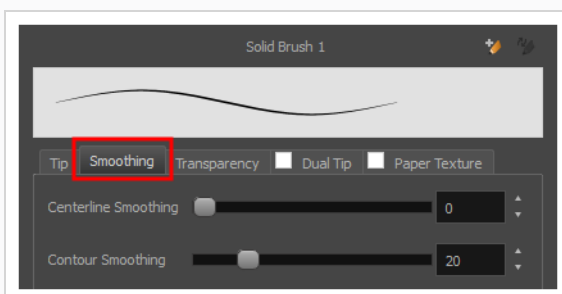 Solid Brush 1
Tip Smoothing Transparency Dual Tip Paper Texture
Centerline Smoothing 0
Contour Smoothing 20